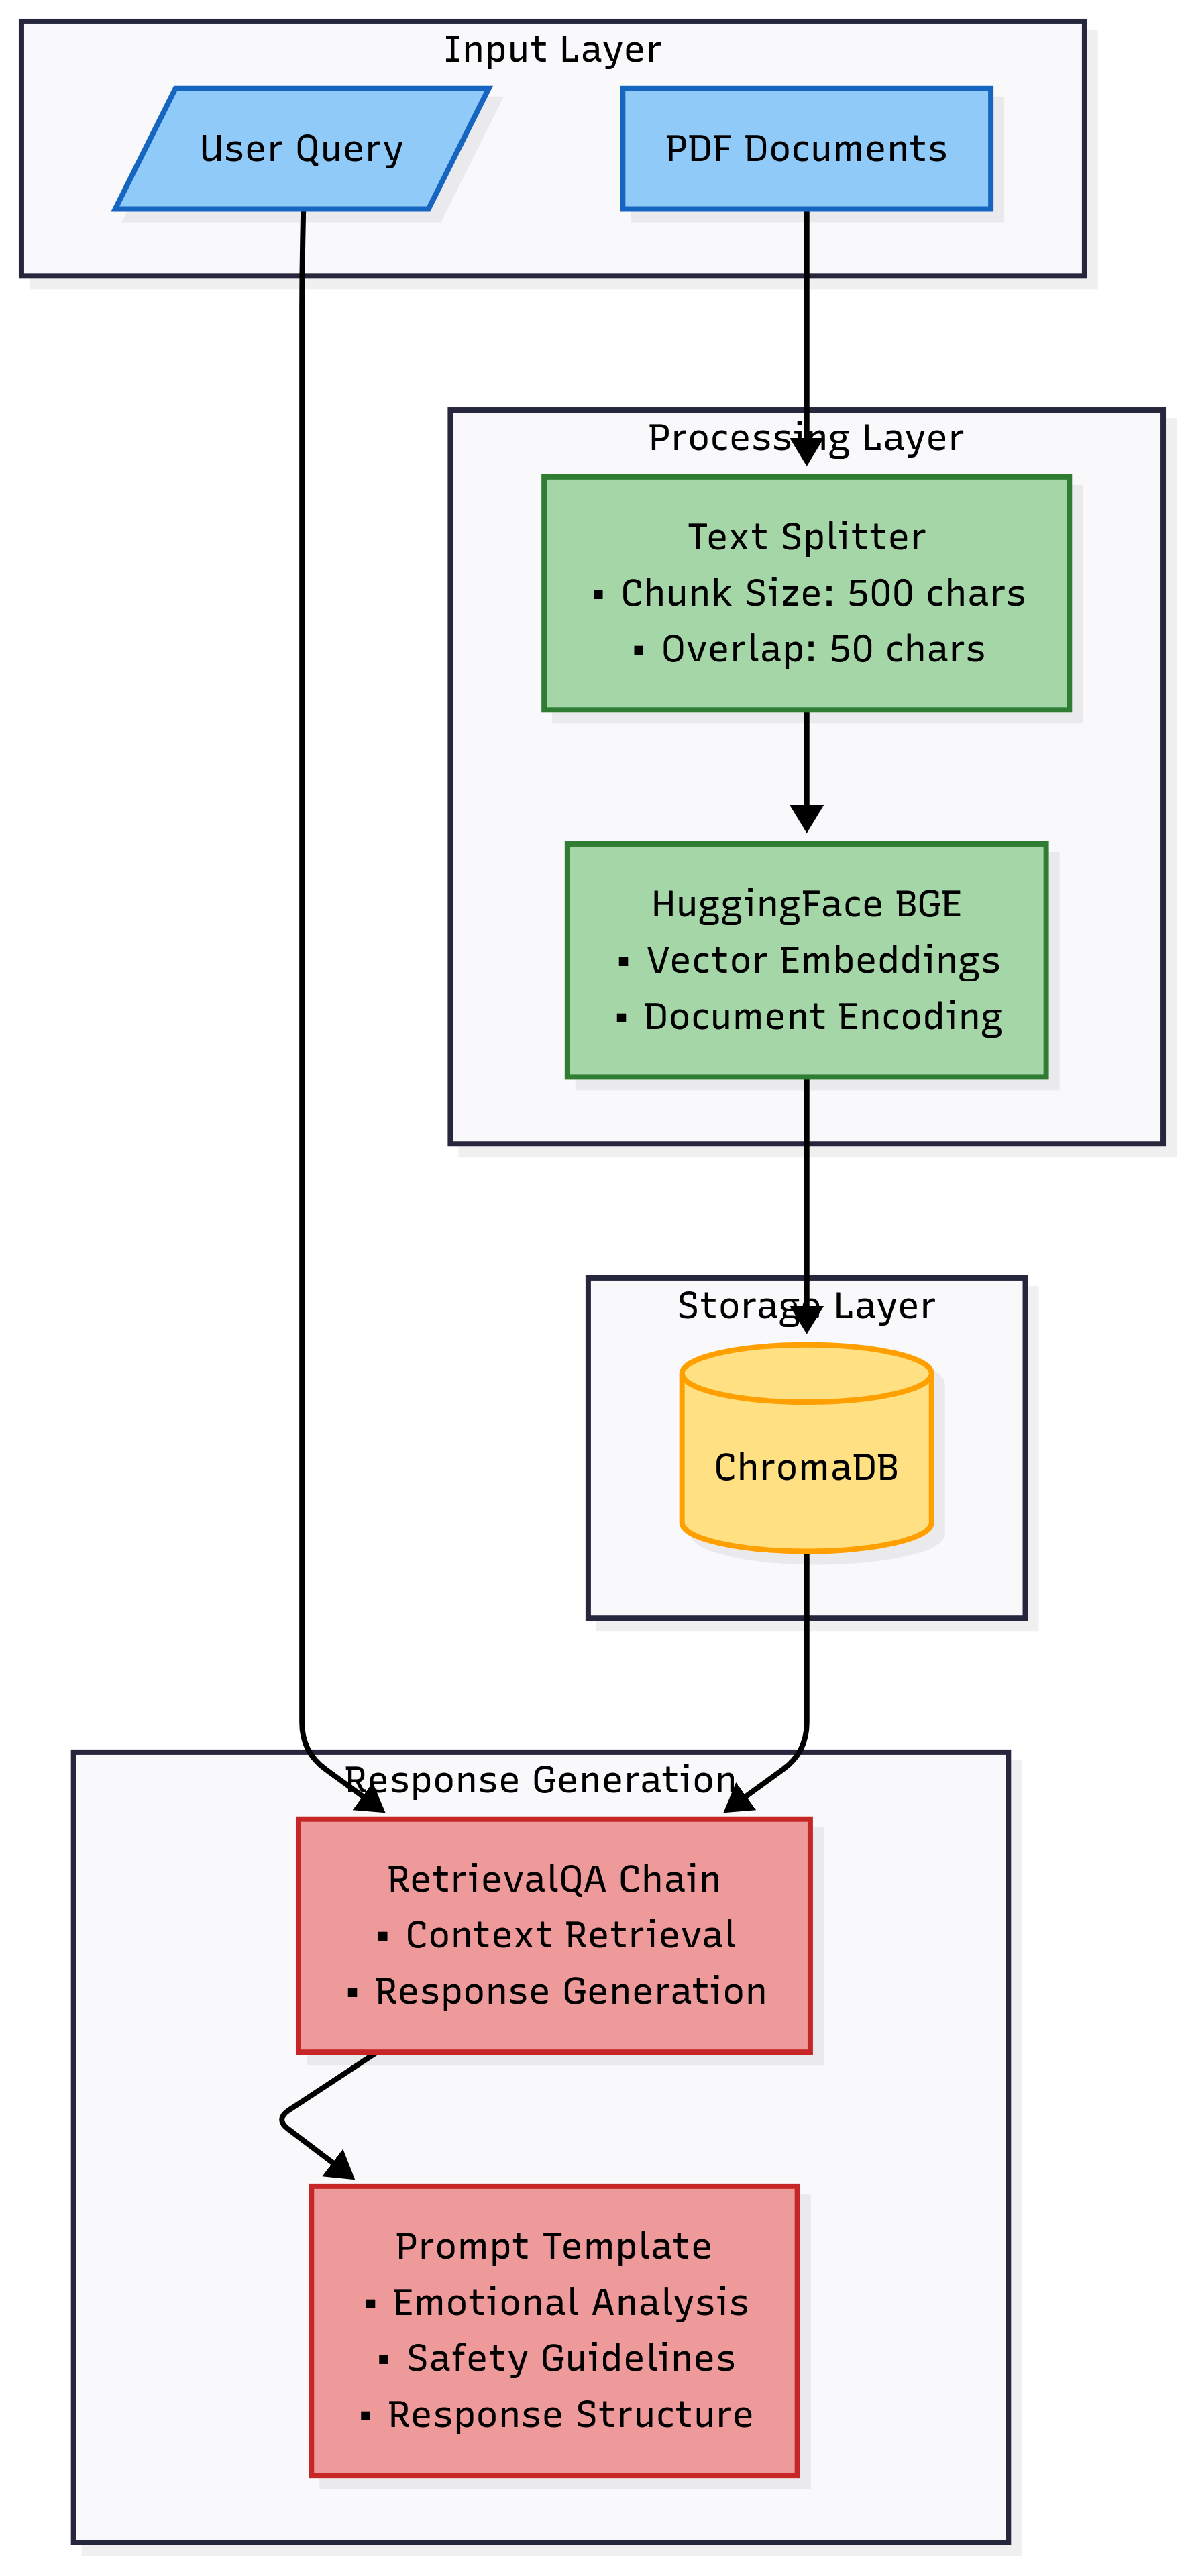 Input Layer
User Query
PDF Documents
Processing Layer
Text Splitter
▪ Chunk Size: 500 chars
▪ Overlap: 50 chars
HuggingFace BGE
▪ Vector Embeddings
▪ Document Encoding
Storage Layer
ChromaDB
Response Generation
RetrievalQA Chain
▪ Context Retrieval
▪ Response Generation
Prompt Template
▪ Emotional Analysis
▪ Safety Guidelines
▪ Response Structure